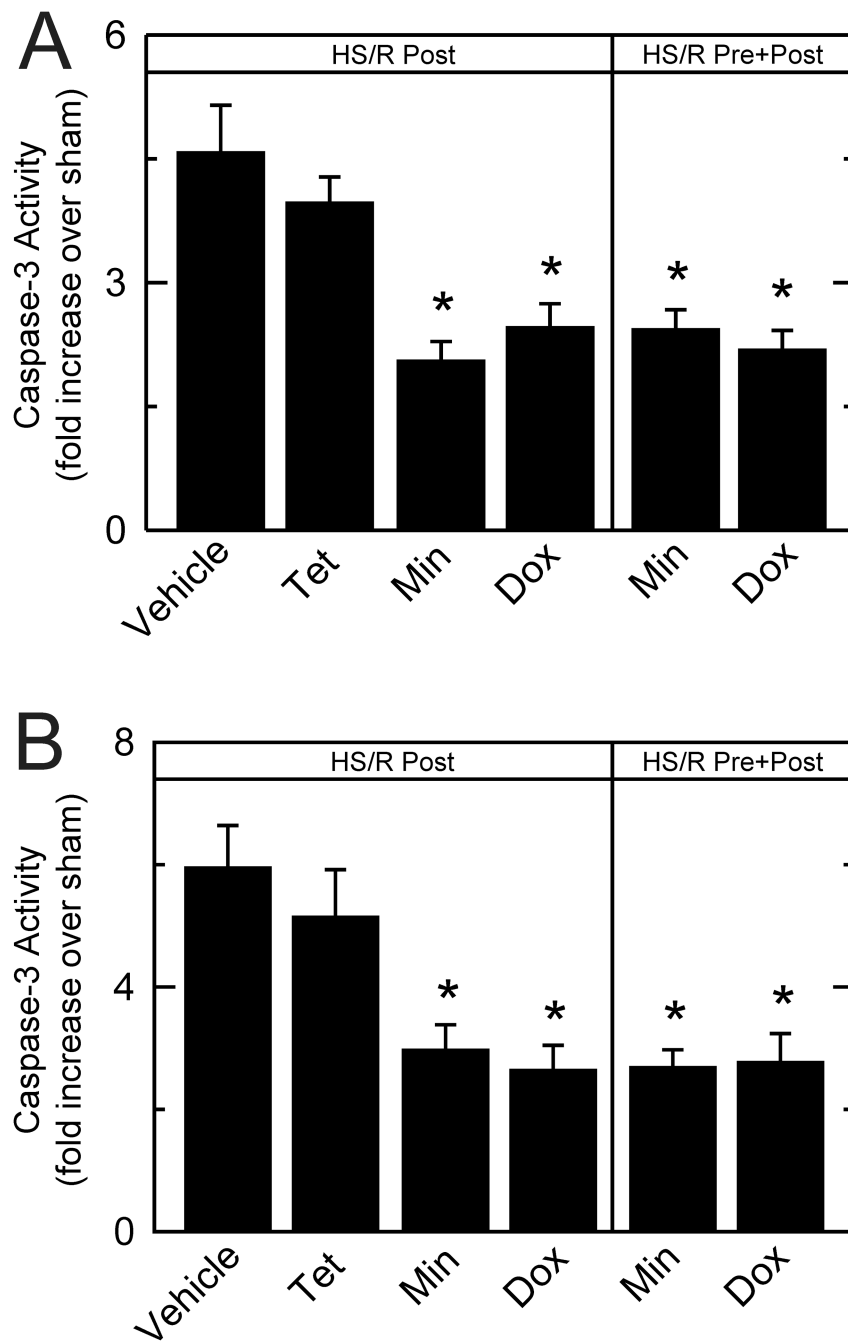 A
6
HS/R Post
HS/R Pre+Post
Caspase-3 Activity
(fold increase over sham)
3
0
*
*
*
*
Vehicle
Tet
Min
Dox
Min
Dox
B
8
HS/R Post
HS/R Pre+Post
Caspase-3 Activity
(fold increase over sham)
4
0
*
*
*
*
Vehicle
Tet
Min
Dox
Min
Dox